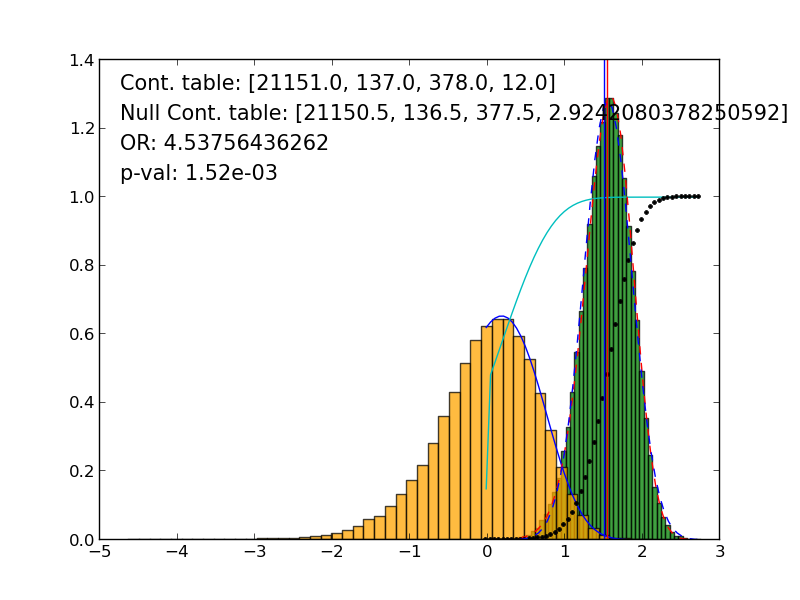 Cont. table: [21151.0, 137.0, 378.0, 12.0]
Null Cont. table: [21150.5, 136.5, 377.5, 2.9242080378250592]
OR: 4.53756436262
p-val: 1.52e-03
1.4
1.2
1.0
0.8
0.6
0.4
0.2
0.0
−5 −4 −3 −2 −1 0 1 2 3